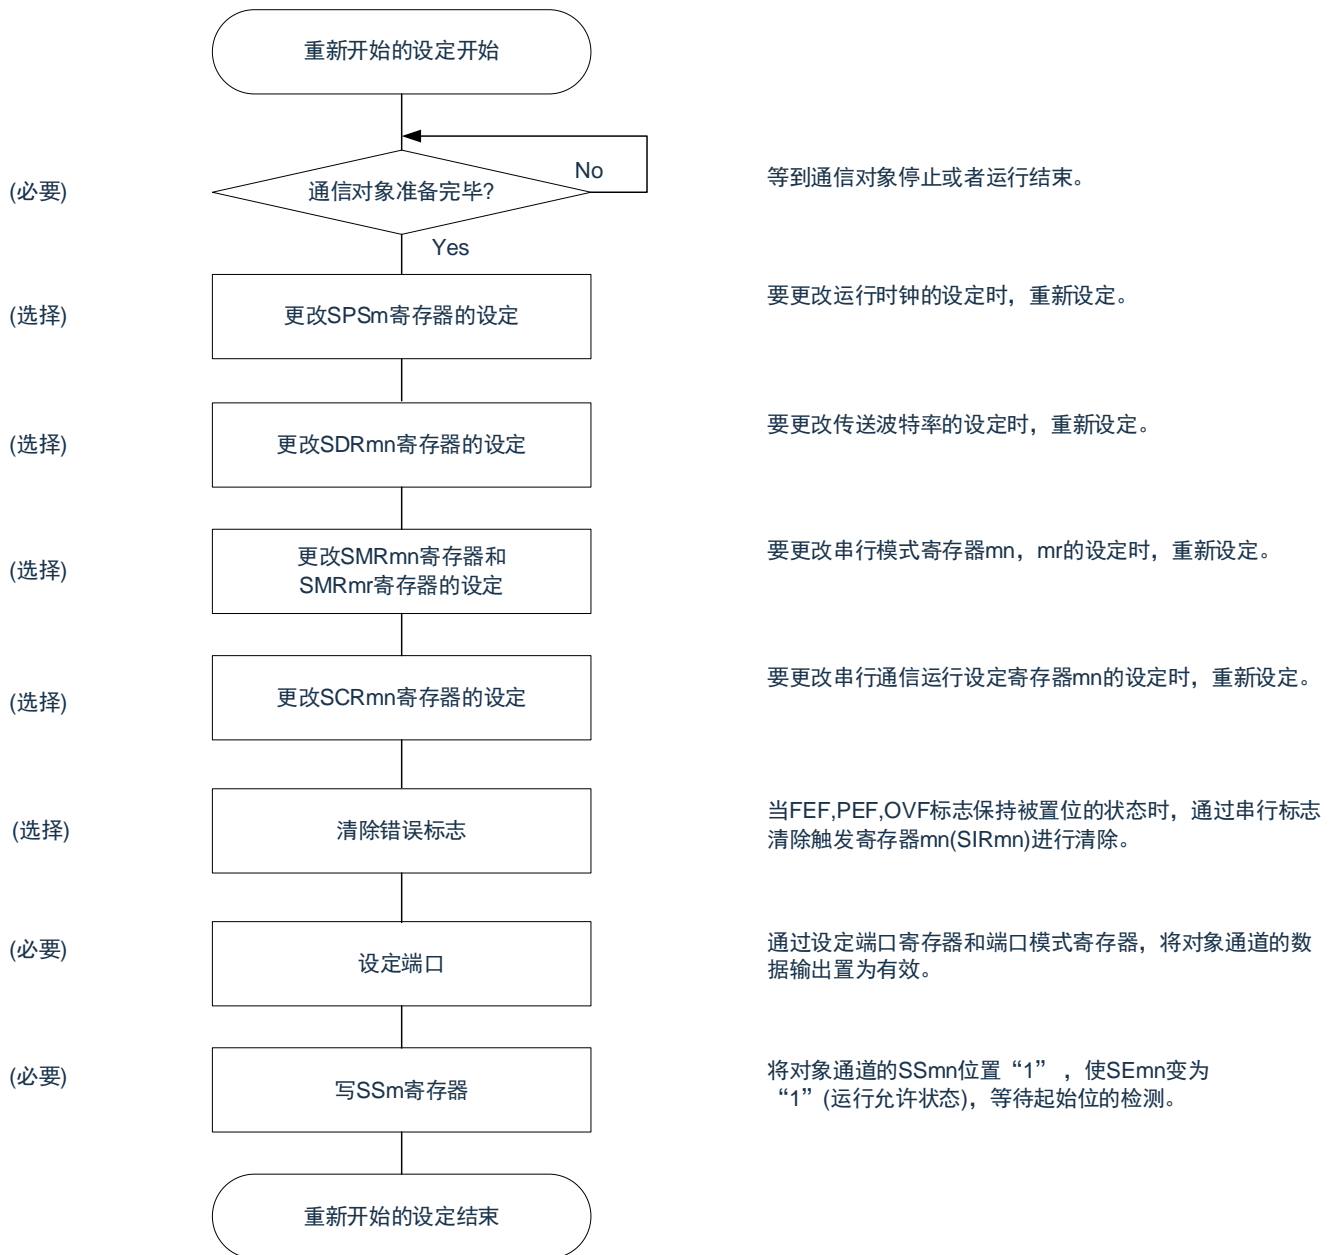 重新开始的设定开始
(必要)
通信对象准备完毕?
No
等到通信对象停止或者运行结束。
Yes
(选择)
更改SPSm寄存器的设定
要更改运行时钟的设定时，重新设定。
(选择)
更改SDRmn寄存器的设定
要更改传送波特率的设定时，重新设定。
(选择)
更改SMRmn寄存器和
SMRmr寄存器的设定
要更改串行模式寄存器mn，mr的设定时，重新设定。
(选择)
更改SCRmn寄存器的设定
要更改串行通信运行设定寄存器mn的设定时，重新设定。
(选择)
清除错误标志
当FEF,PEF,OVF标志保持被置位的状态时，通过串行标志
清除触发寄存器mn(SIRmn)进行清除。
(必要)
设定端口
通过设定端口寄存器和端口模式寄存器，将对象通道的数
据输出置为有效。
(必要)
写SSm寄存器
将对象通道的SSmn位置“1”，使SEmn变为
“1”(运行允许状态)，等待起始位的检测。
重新开始的设定结束